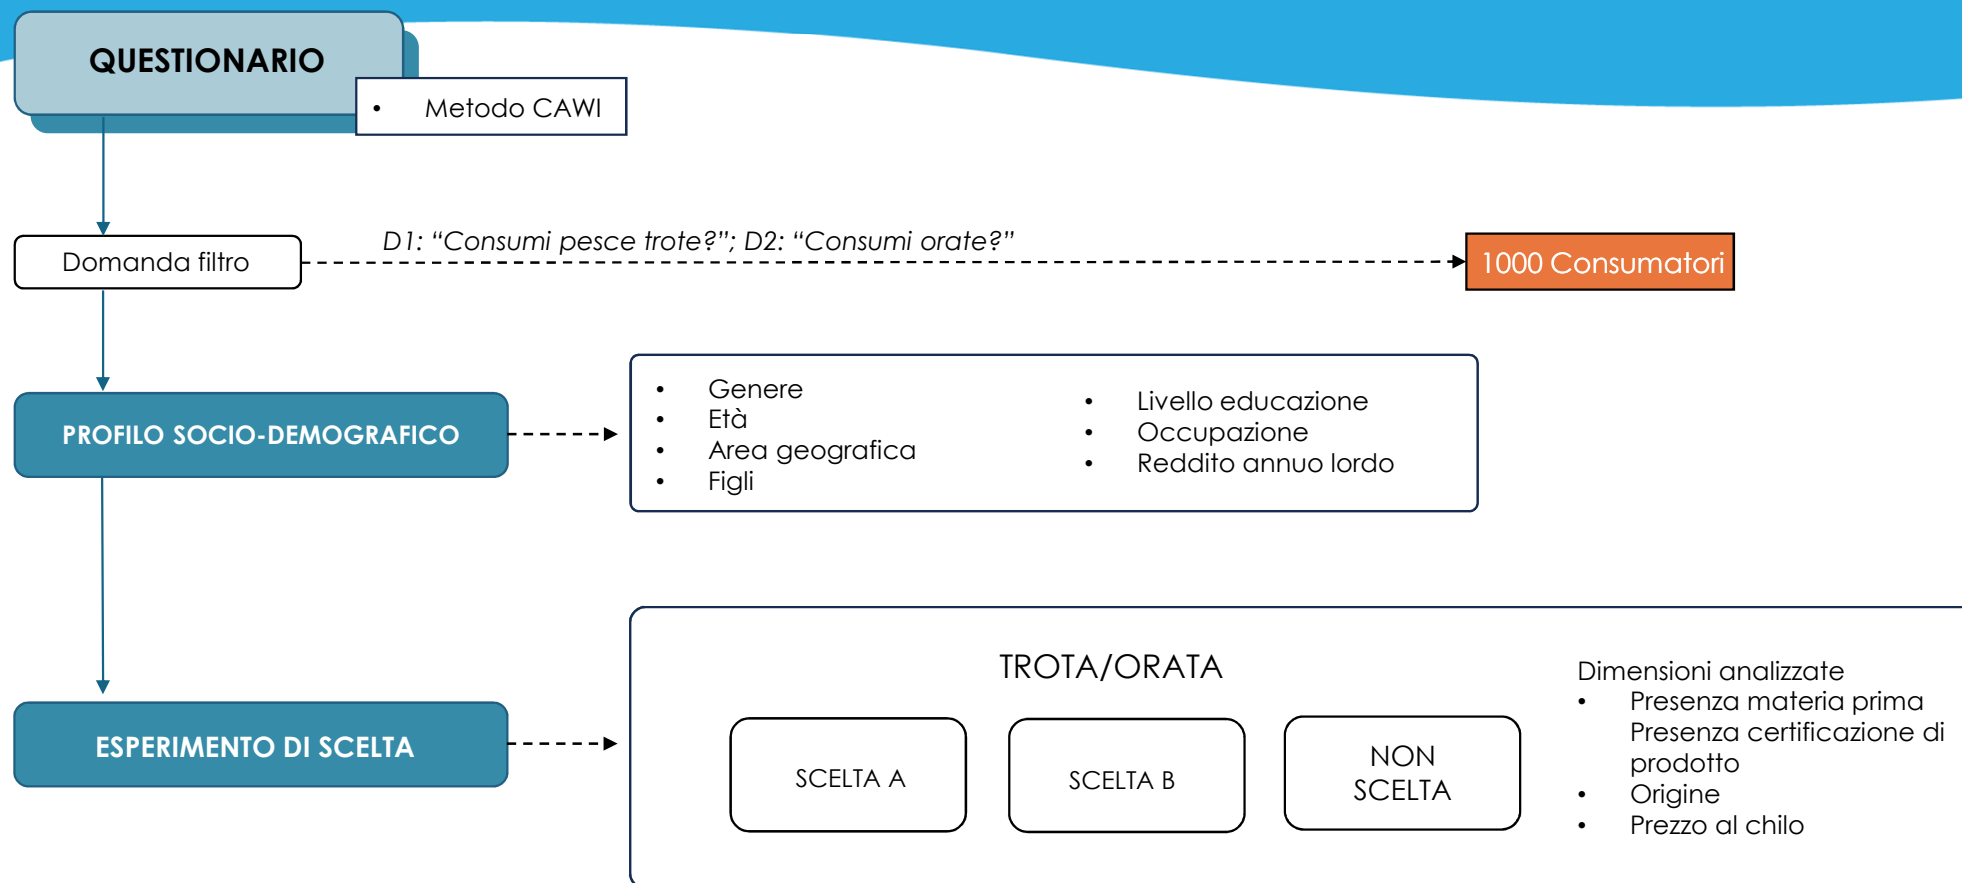 QUESTIONARIO
• Metodo CAWI
Domanda filtro
D1: “Consumi pesce trote?”; D2: “Consumi orate?”
1000 Consumatori
PROFILO SOCIO-DEMOGRAFICO
• Genere
• Età
• Area geografica
• Figli
• Livello educazione
• Occupazione
• Reddito annuo lordo
ESPERIMENTO DI SCELTA
TROTA/ORATA
SCELTA A
SCELTA B
NON
SCELTA
Dimensioni analizzate
• Presenza materia prima
Presenza certificazione di
prodotto
• Origine
• Prezzo al chilo